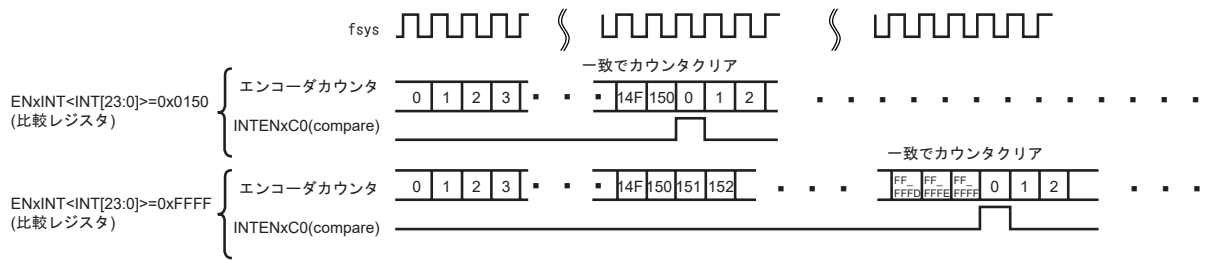 fsys
一致でカウンタクリア
ENxINT<INT[23:0]>=0x0150
(比較レジスタ)
エンコーダカウンタ
0 1 2 3 ・ ・ ・ 14F 150 0 1 2 ・ ・ ・ ・ ・ ・ ・ ・ ・ ・ ・ ・ ・
INTENxC0(compare)
一致でカウンタクリア
ENxINT<INT[23:0]>=0xFFFF
(比較レジスタ)
エンコーダカウンタ
0 1 2 3 ・ ・ ・ 14F 150 151 152 ・ ・ ・ FF_FFFD FF_FFFE FF_FFFF 0 1 2 ・ ・ ・
INTENxC0(compare)